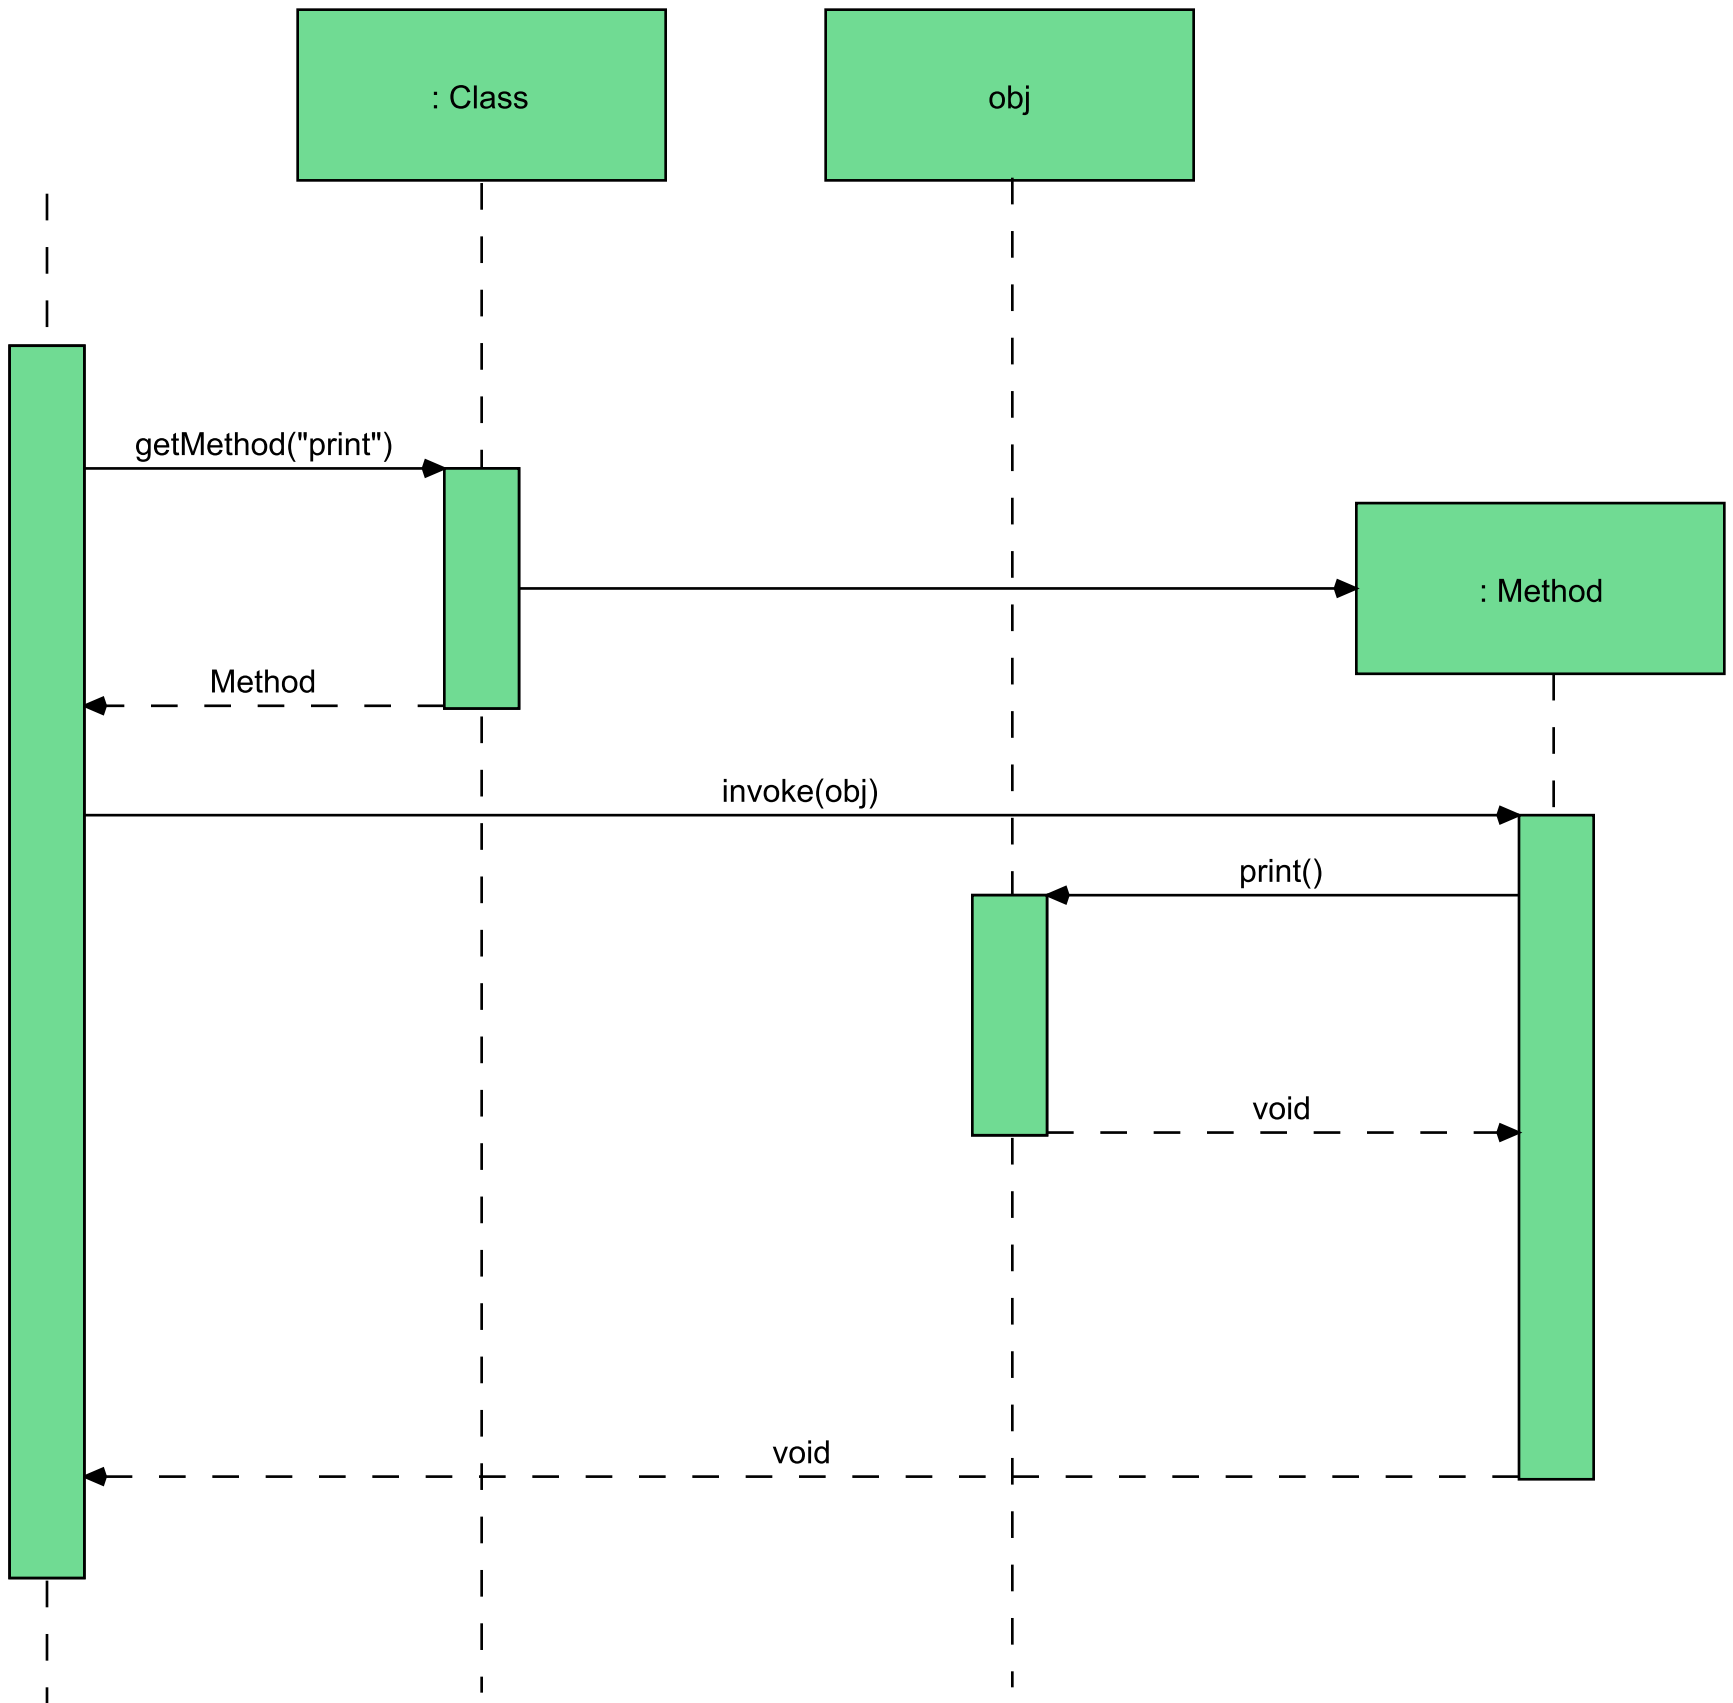 : Class
obj
getMethod("print")
: Method
Method
invoke(obj)
print()
void
void